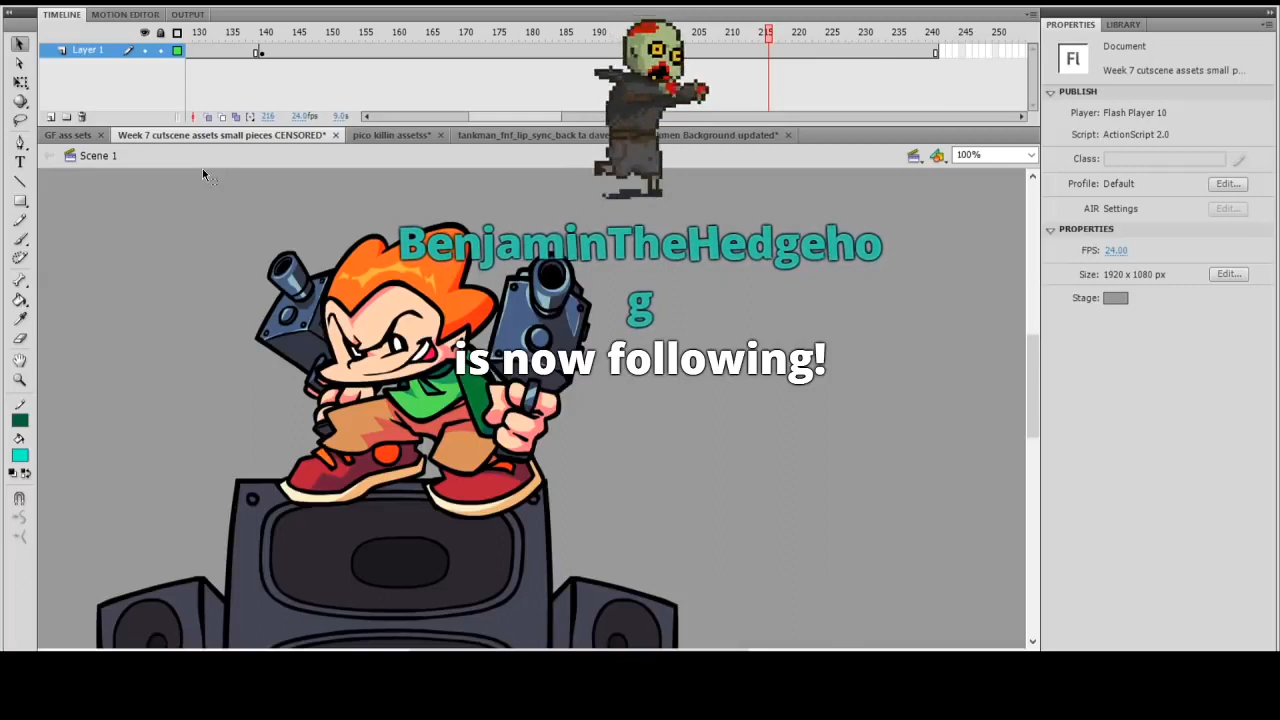 TIMELINE MOTION EDITOR OUTPUT
130 135 140 145 150 155 160 165 170 175 180 185 190 195 205 210 215 220 225 230 235 240 245 250
Layer 1
216 24.0fps 9.0s
GF ass sets × Week 7 cutscene assets small pieces CENSORED* × pico killin assetss* × tankman_fnf_lip_sync_back ta dave kmen Background updated* ×
Scene 1
100%
BenjaminTheHedgeho
g
is now following!
PROPERTIES LIBRARY
Fl
Document
Week 7 cutscene assets small p...
PUBLISH
Player: Flash Player 10
Script: ActionScript 2.0
Class:
Profile: Default Edit...
AIR Settings Edit...
PROPERTIES
FPS: 24.00
Size: 1920 x 1080 px Edit...
Stage: